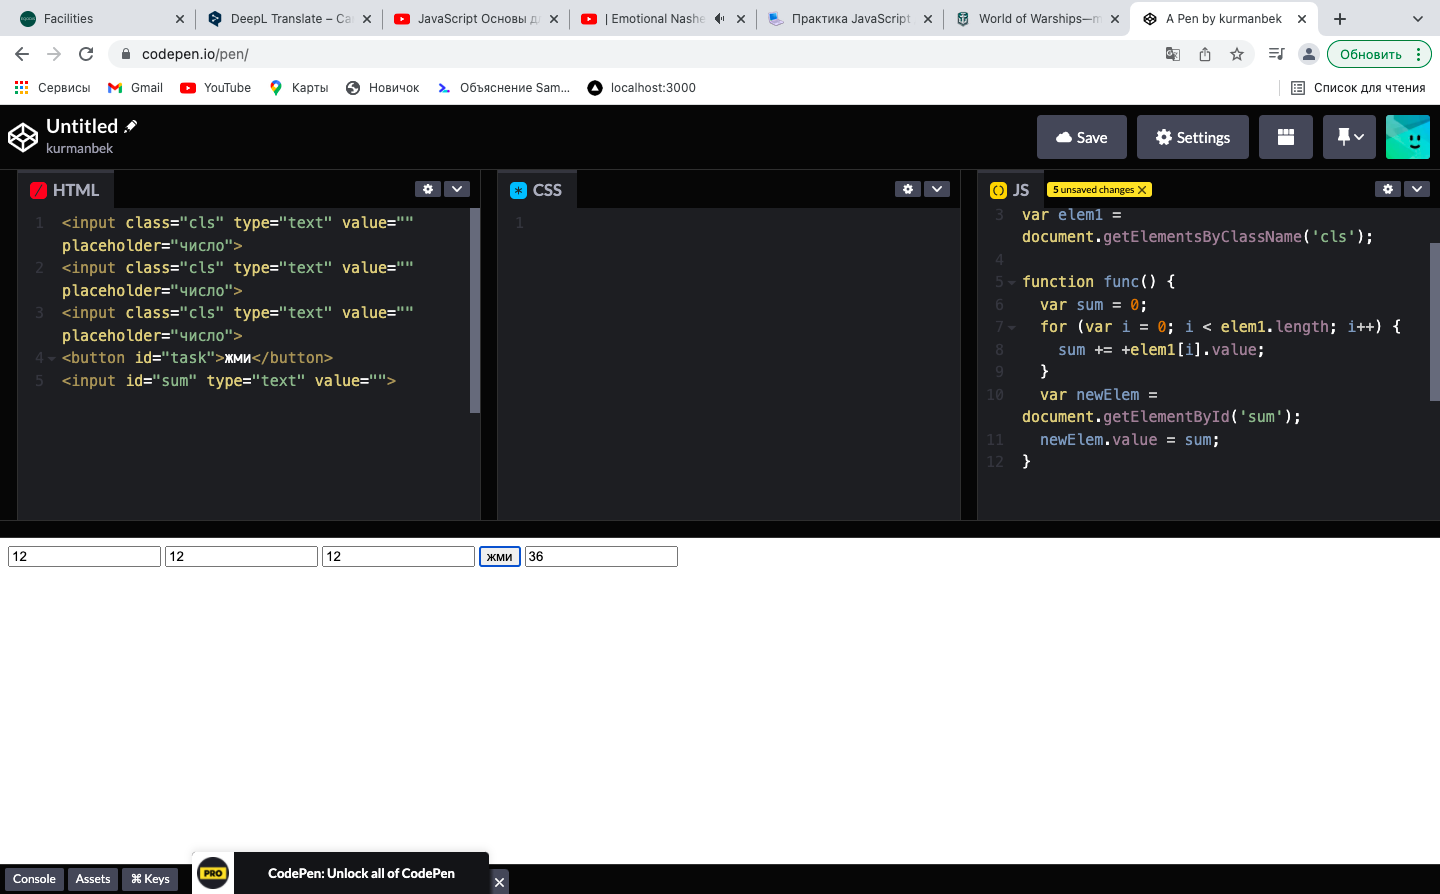 Facilities
DeepL Translate – Са
JavaScript Основы д
| Emotional Nashe
Практика JavaScript
World of Warships—m
A Pen by kurmanbek
codepen.io/pen/
Обновить
Сервисы
Gmail
YouTube
Карты
Новичок
Объяснение Sam...
localhost:3000
Список для чтения
Untitled
kurmanbek
Save
Settings
HTML
1 <input class="cls" type="text" value=""
placeholder="число">
2 <input class="cls" type="text" value=""
placeholder="число">
3 <input class="cls" type="text" value=""
placeholder="число">
4 <button id="task">жми</button>
5 <input id="sum" type="text" value="">
CSS
1
JS
5 unsaved changes
3 var elem1 =
document.getElementsByClassName('cls');
4
5 function func() {
6 var sum = 0;
7 for (var i = 0; i < elem1.length; i++) {
8 sum += +elem1[i].value;
9 }
10 var newElem =
document.getElementById('sum');
11 newElem.value = sum;
12 }
12
12
12
жми
36
Console
Assets
⌘ Keys
PRO
CodePen: Unlock all of CodePen